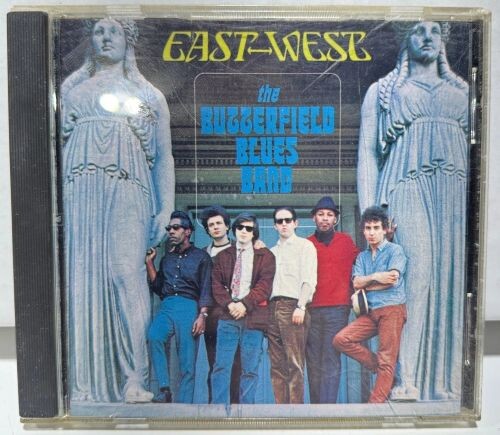 EAST-WEST
the
BUTTERFIELD
BLUES
BAND